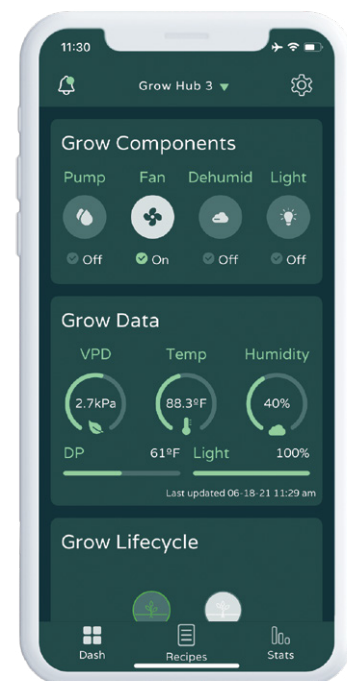 11:30
Grow Hub 3
Grow Components
Pump Fan Dehumid Light
Off On Off Off
Grow Data
VPD Temp Humidity
2.7kPa 88.3ºF 40%
DP 61ºF Light 100%
Last updated 06-18-21 11:29 am
Grow Lifecycle
Dash Recipes Stats